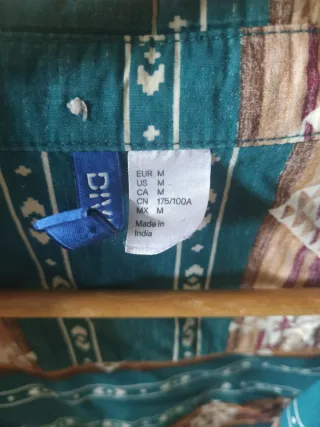 DIV
EUR M
US M
CA M
CN 175/100A
MX M
Made in
India